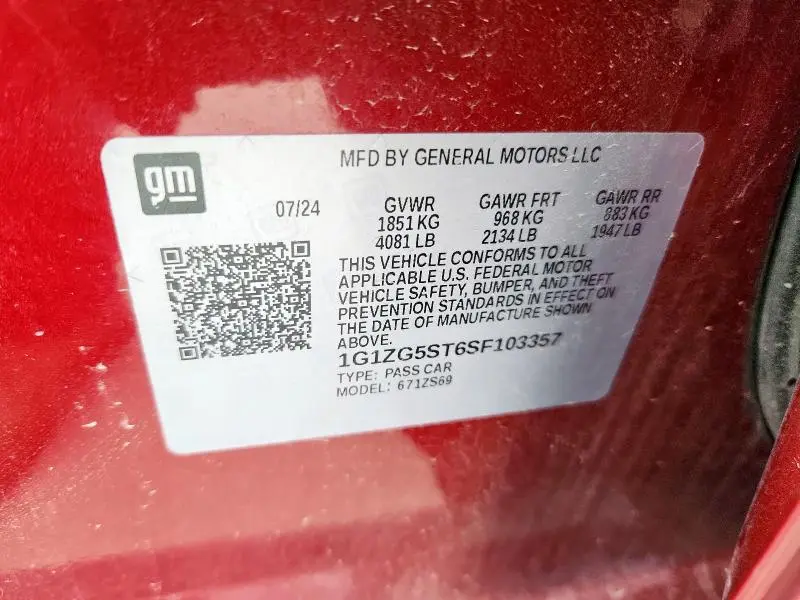 gm
MFD BY GENERAL MOTORS LLC
07/24
GVWR GAWR FRT GAWR RR
1851 KG 968 KG 883 KG
4081 LB 2134 LB 1947 LB
THIS VEHICLE CONFORMS TO ALL
APPLICABLE U.S. FEDERAL MOTOR
VEHICLE SAFETY, BUMPER, AND THEFT
PREVENTION STANDARDS IN EFFECT ON
THE DATE OF MANUFACTURE SHOWN
ABOVE.
1G1ZG5ST6SF103357
TYPE: PASS CAR
MODEL: 671ZS69